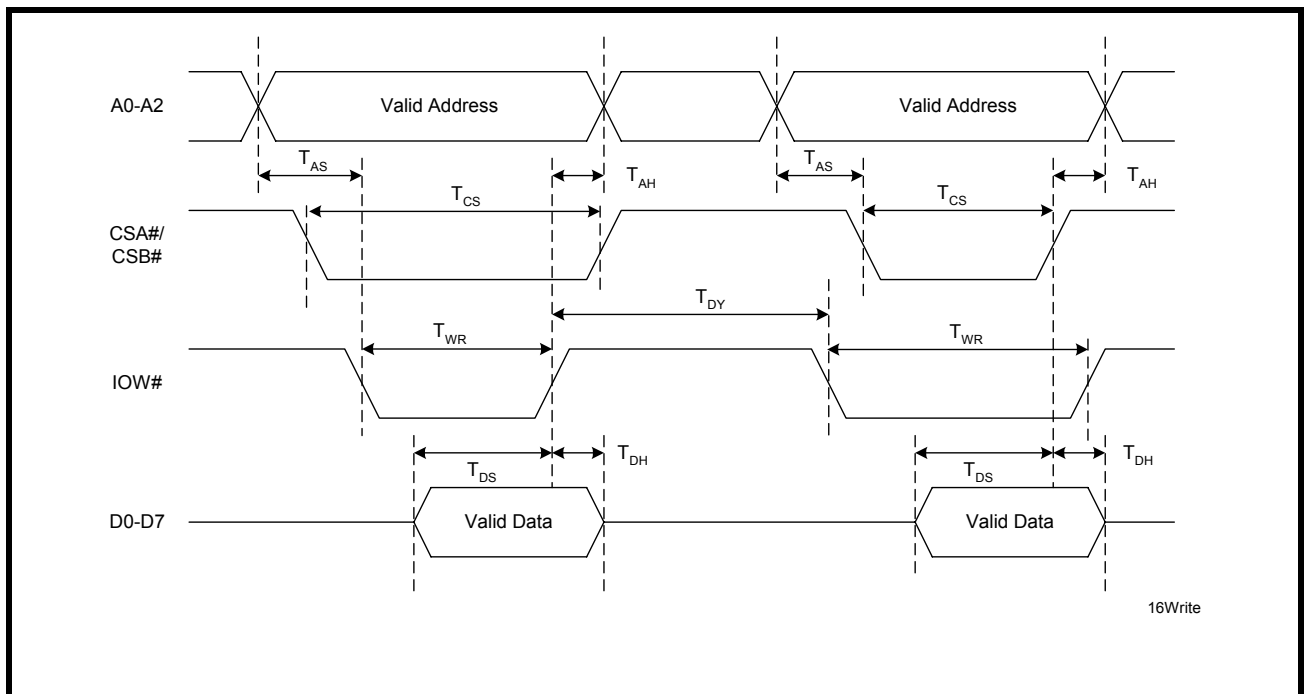 A0-A2
Valid Address
Valid Address
TAS
TAH
TAS
TAH
TCS
TCS
CSA#/
CSB#
TDY
TWR
TWR
IOW#
TDS
TDH
TDS
TDH
D0-D7
Valid Data
Valid Data
16Write